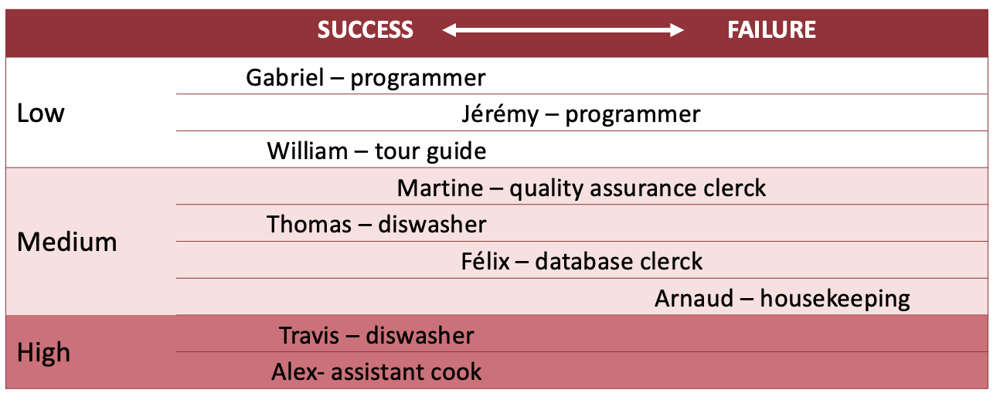 SUCCESS FAILURE
Low
Gabriel – programmer
Jérémy – programmer
William – tour guide
Medium
Martine – quality assurance clerck
Thomas – diswasher
Félix – database clerck
Arnaud – housekeeping
High
Travis – diswasher
Alex- assistant cook